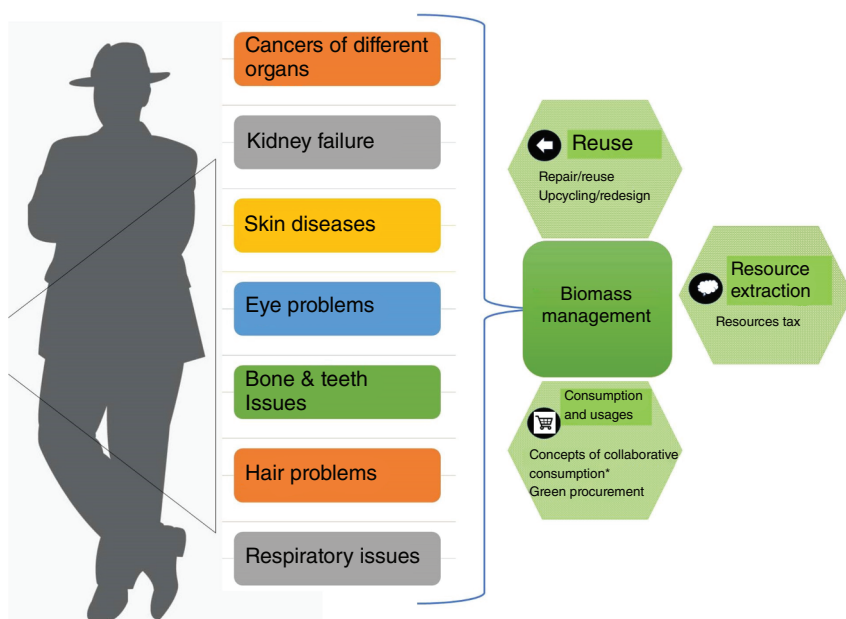 Cancers of different
organs
Kidney failure
Skin diseases
Eye problems
Bone & teeth
Issues
Hair problems
Respiratory issues
Reuse
Repair/reuse
Upcycling/redesign
Biomass
management
Resource
extraction
Resources tax
Consumption
and usages
Concepts of collaborative
consumption*
Green procurement